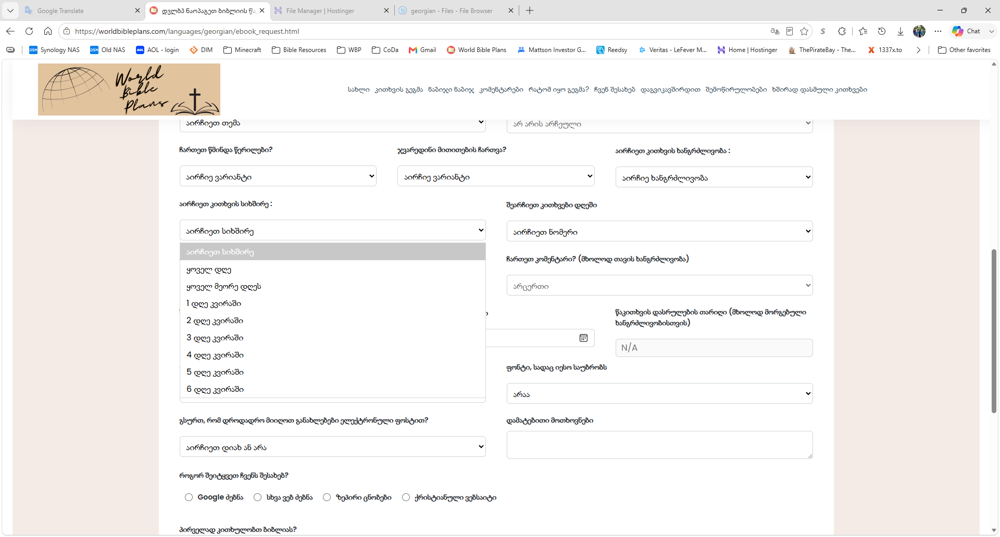 Google Translate
დვლბპ ნაოპაგეთ ბიბლიის წა
File Manager | Hostinger
georgian - Files - File Browser
https://worldbibleplans.com/languages/georgian/ebook_request.html
Chat
Synology NAS
Old NAS
AOL - login
DIM
Minecraft
Bible Resources
WBP
CoDa
Gmail
World Bible Plans
Mattson Investor G...
Reedsy
Veritas - LeFever M...
Home | Hostinger
ThePirateBay - The...
1337x.to
Other favorites
World
Bible
Plans
სახლი კითხვის გეგმა ნაბიჯი ნაბიჯ კომენტარები რატომ იყო გეგმა? ჩვენ შესახებ დაგვიკავშირდით შემოწირულობები ხშირად დასმული კითხვები
აირჩიეთ თემა
არ არის არჩეული
ჩართეთ წმინდა წერილები?
ჯვარედინი მითითების ჩართვა?
აირჩიეთ კითხვის ხანგრძლივობა :
აირჩიე ვარიანტი
აირჩიე ვარიანტი
აირჩიე ხანგრძლივობა
აირჩიეთ კითხვის სიხშირე :
შეარჩიეთ კითხვები დღეში
აირჩიეთ სიხშირე
აირჩიეთ ნომერი
აირჩიეთ სიხშირე
ყოველ დღე
ყოველ მეორე დღეს
1 დღე კვირაში
2 დღე კვირაში
3 დღე კვირაში
4 დღე კვირაში
5 დღე კვირაში
6 დღე კვირაში
ჩართეთ კომენტარი? (მხოლოდ თავის ხანგრძლივობა)
არცერთი
წაკითხვის დასრულების თარიღი (მხოლოდ მორგებული
ხანგრძლივობისთვის)
N/A
ფონტი, სადაც იესო საუბრობს
არაა
გსურთ, რომ დროდადრო მიიღოთ განახლებები ელექტრონული ფოსტით?
დამატებითი მოთხოვნები
აირჩიეთ დიახ ან არა
როგორ შეიტყვეთ ჩვენს შესახებ?
Google ძებნა
სხვა ვებ ძებნა
ზეპირი ცნობები
ქრისტიანული ვებსაიტი
პირველად კითხულობთ ბიბლიას?